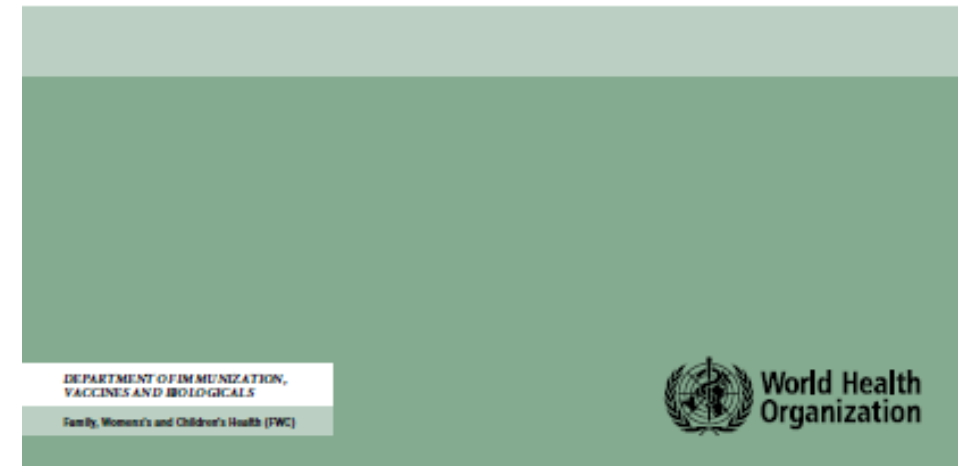 DEPARTMENT OF IMMUNIZATION,
VACCINES AND BIOLOGICALS
Family, Womens's and Children's Health (FWC)
World Health
Organization